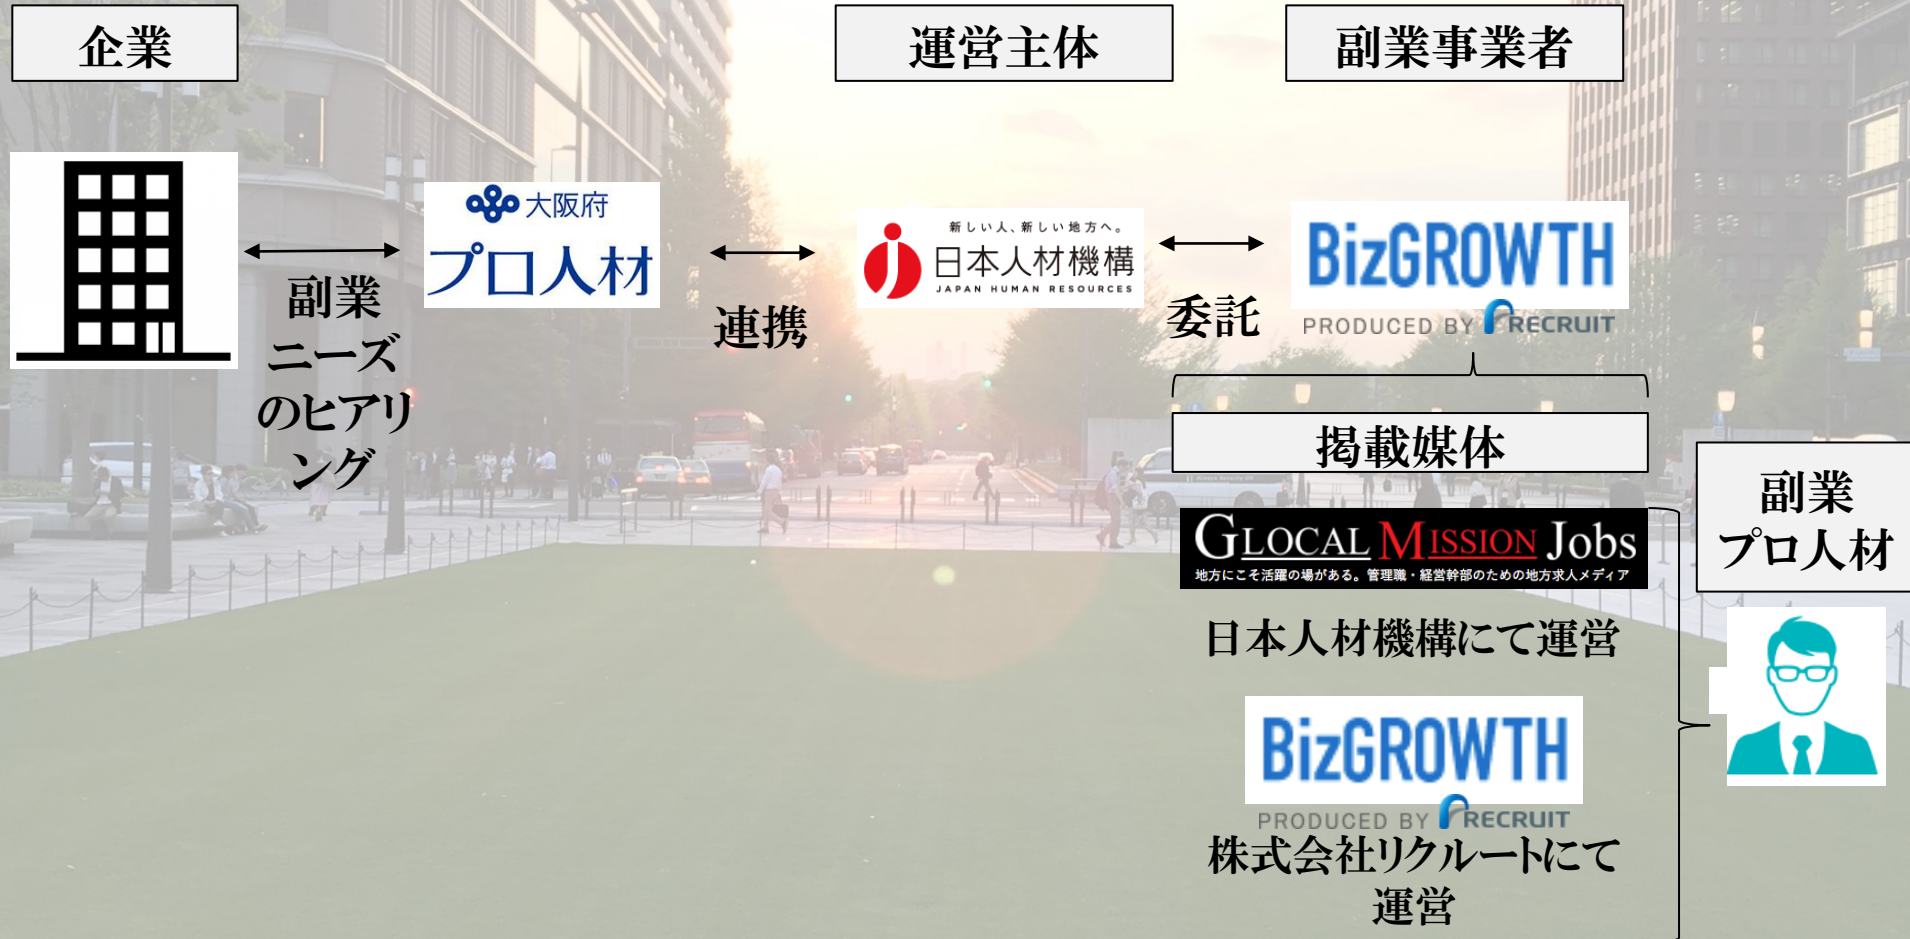 企業
運営主体
副業事業者
大阪府
プロ人材
新しい人、新しい地方へ。
日本人材機構
JAPAN HUMAN RESOURCES
BizGROWTH
PRODUCED BY RECRUIT
副業
ニーズ
のヒアリ
ング
連携
委託
掲載媒体
GLOCAL MISSION Jobs
地方にこそ活躍の場がある。管理職・経営幹部のための地方求人メディア
日本人材機構にて運営
BizGROWTH
PRODUCED BY RECRUIT
株式会社リクルートにて
運営
副業
プロ人材